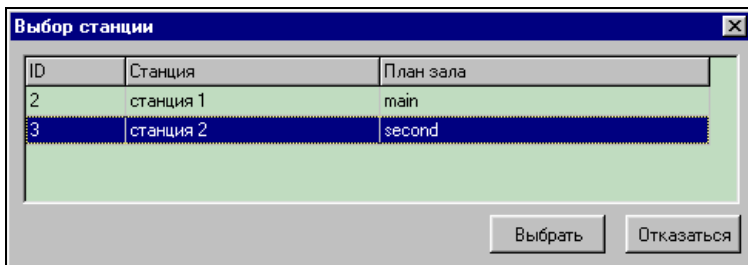 Выбор станции
ID Станция План зала
2 станция 1 main
3 станция 2 second
Выбрать Отказаться